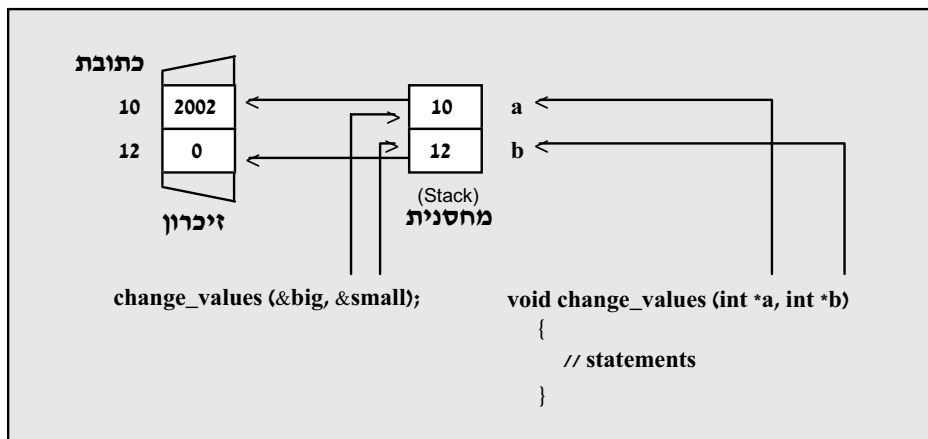 כתובת
10 2002 10 a
12 0 12 b
(Stack)
זיכרון מחסנית
change_values (&big, &small); void change_values (int *a, int *b)
{
// statements
}